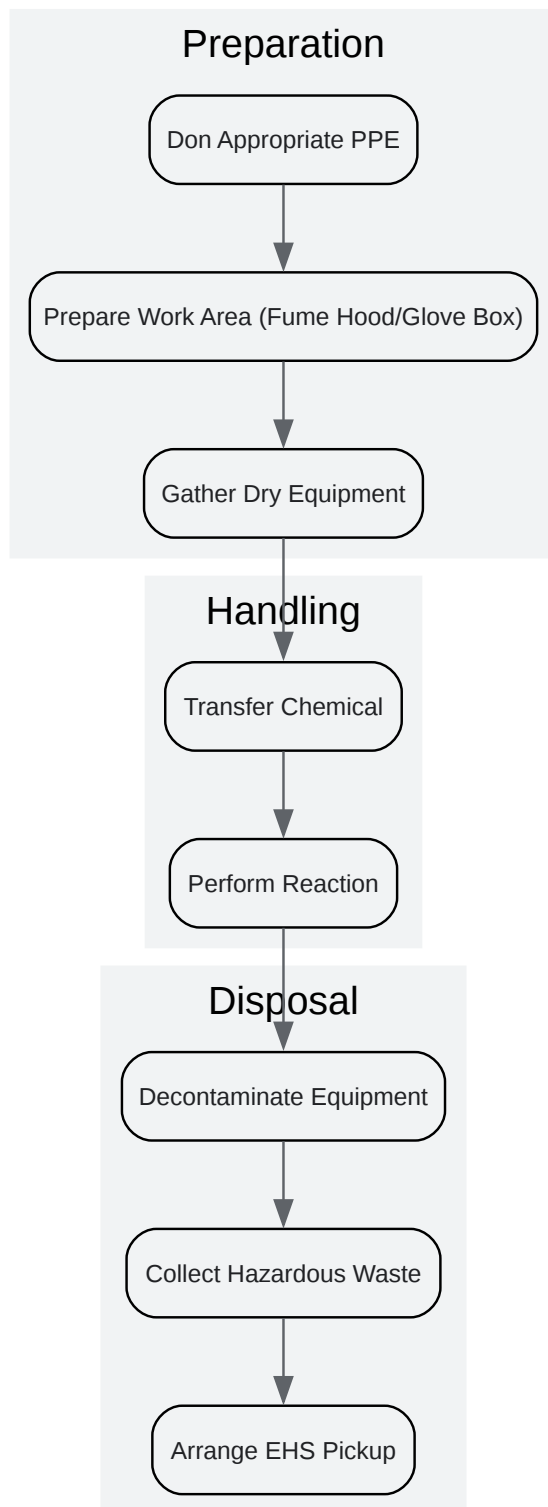 Preparation
Don Appropriate PPE
Prepare Work Area (Fume Hood/Glove Box)
Gather Dry Equipment
Handling
Transfer Chemical
Perform Reaction
Disposal
Decontaminate Equipment
Collect Hazardous Waste
Arrange EHS Pickup